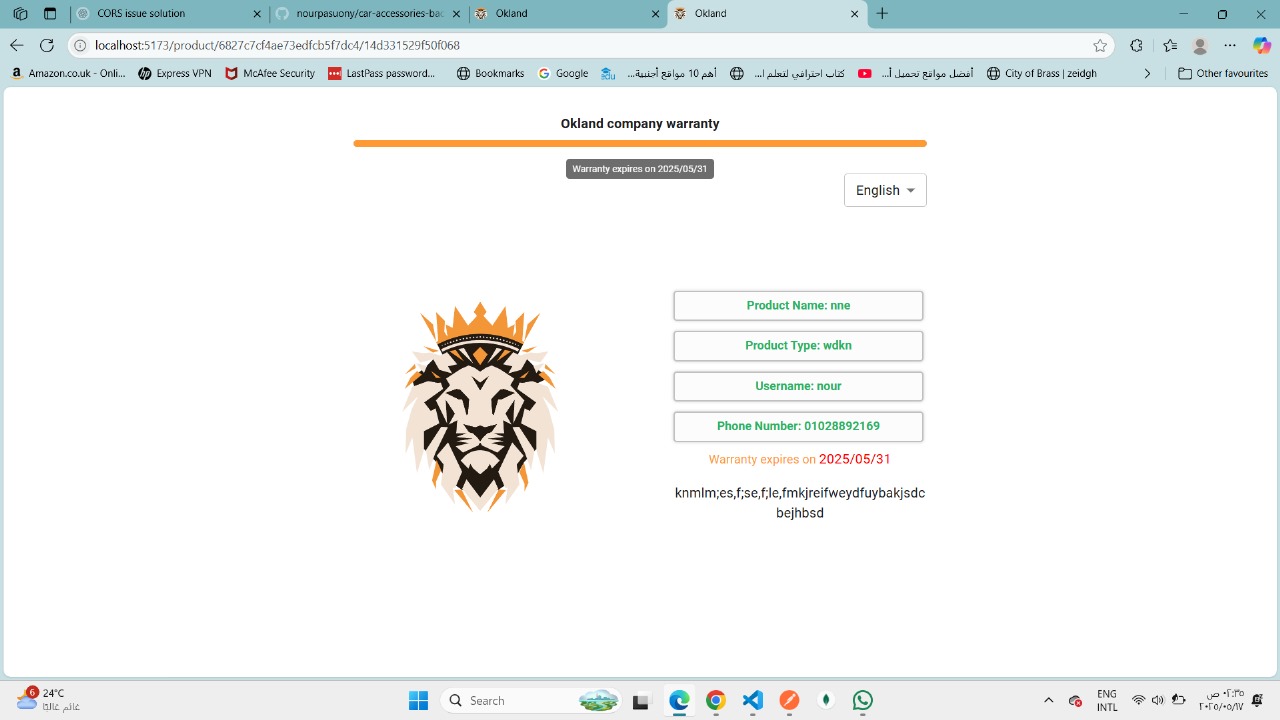 CORS issue solution
nourpasuony/car-accessories-bac
Okland
Okland
localhost:5173/product/6827c7cf4ae73edfcb5f7dc4/14d331529f50f068
Amazon.co.uk - Onli...
Express VPN
McAfee Security
LastPass password...
Bookmarks
Google
أهم 10 مواقع أجنبية...
كتاب احترافي لتعلم ا...
أفضل مواقع تحميل أ...
City of Brass | zeidgh
Other favourites
Okland company warranty
Warranty expires on 2025/05/31
English
Product Name: nne
Product Type: wdkn
Username: nour
Phone Number: 01028892169
Warranty expires on 2025/05/31
knmlm;es,f;se,f;le,fmkjreifweydfuybakjsdc
bejhbsd
6
24°C
غائم غالبًا
Search
ENG
INTL
٠٢:٣٥ ص
٢٠٢٥/٠٥/١٧